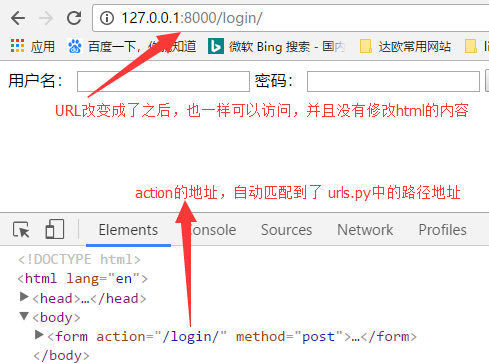 127.0.0.1:8000/login/
应用 百度一下，你就知道 微软 Bing 搜索 - 国内 达欧常用网站
用户名： 密码：
URL改变成了之后，也一样可以访问，并且没有修改html的内容
action的地址，自动匹配到了 urls.py中的路径地址
Elements Console Sources Network Profiles
<!DOCTYPE html>
<html lang="en">
<head>…</head>
<body>
<form action="/login/" method="post">…</form>
</body>